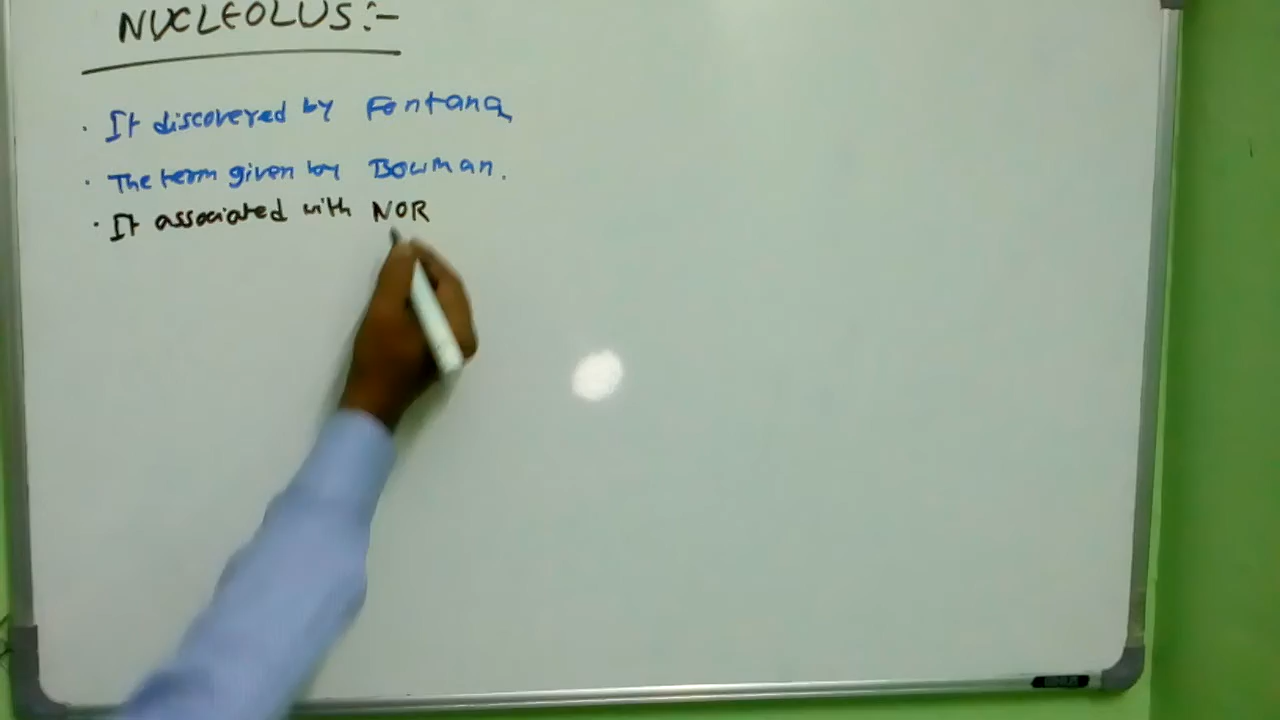 NUCLEOLUS:-
· It discovered by Fontana
· The term given by Bowman.
· It associated with NOR